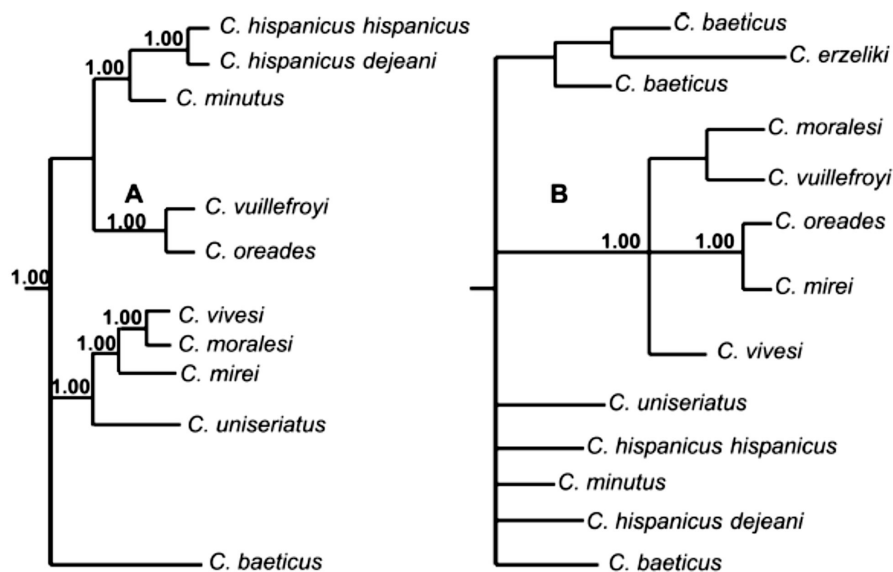 C. hispanicus hispanicus
1.00
1.00
C. hispanicus dejeani
C. minutus
A
C. vuillefroyi
1.00
C. oreades
1.00
C. vivesi
1.00
1.00
C. moralesi
C. mirei
1.00
C. uniseriatus
C. baeticus
C. baeticus
C. erzeliki
C. baeticus
C. moralesi
B
C. vuillefroyi
C. oreades
1.00
1.00
C. mirei
C. vivesi
C. uniseriatus
C. hispanicus hispanicus
C. minutus
C. hispanicus dejeani
C. baeticus